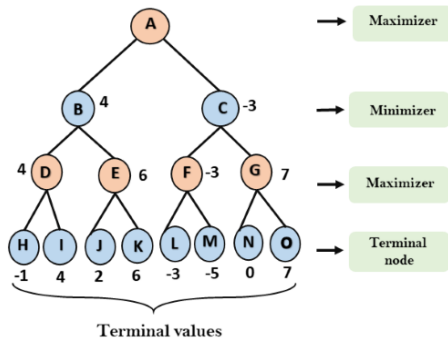 A
Maximizer
B
4
C
-3
Minimizer
4
D
E
6
F
-3
G
7
Maximizer
H
I
J
K
L
M
N
O
Terminal
node
-1
4
2
6
-3
-5
0
7
Terminal values